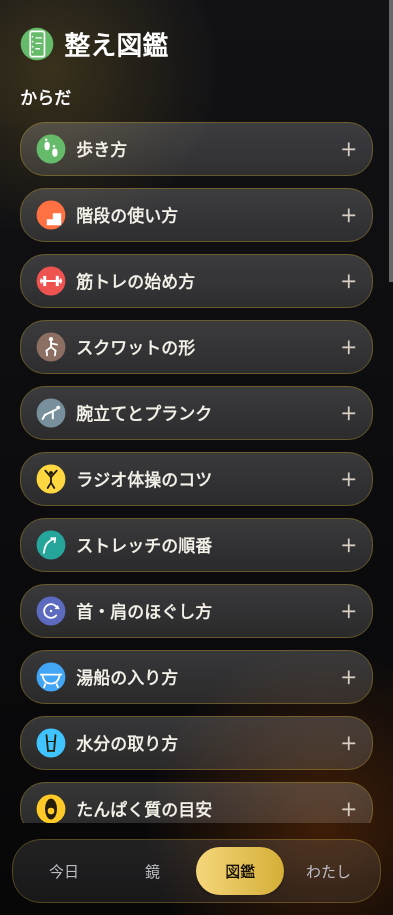 整え図鑑
からだ
歩き方
階段の使い方
筋トレの始め方
スクワットの形
腕立てとプランク
ラジオ体操のコツ
ストレッチの順番
首・肩のほぐし方
湯船の入り方
水分の取り方
たんぱく質の目安
今日 鏡 図鑑 わたし